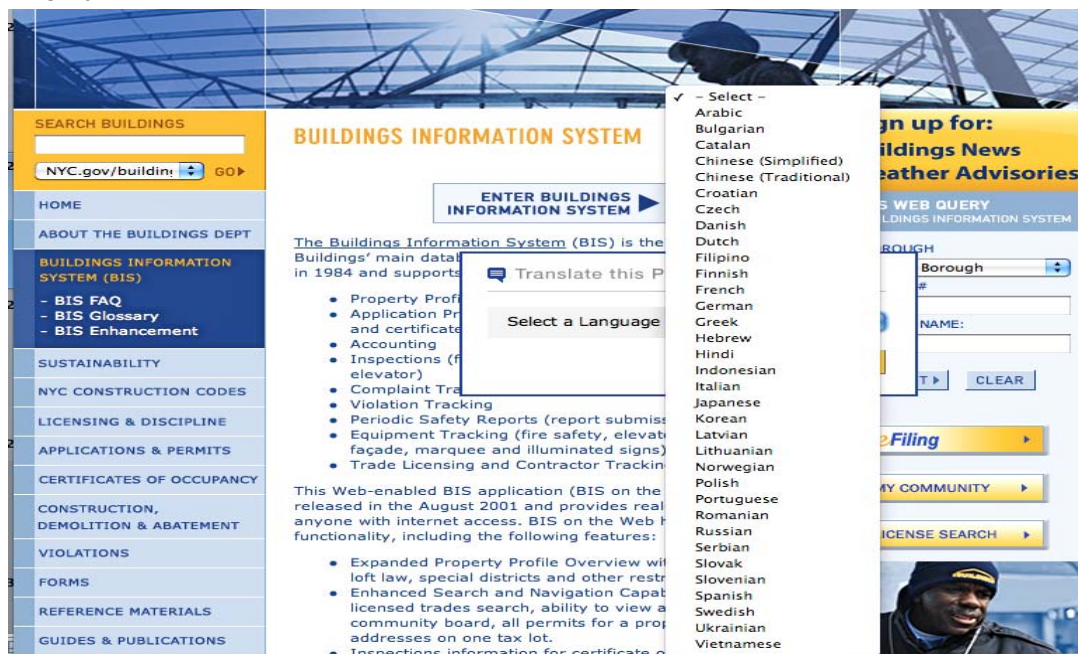 SEARCH BUILDINGS
NYC.gov/building
GO
HOME
ABOUT THE BUILDINGS DEPT
BUILDINGS INFORMATION
SYSTEM (BIS)
- BIS FAQ
- BIS Glossary
- BIS Enhancement
SUSTAINABILITY
NYC CONSTRUCTION CODES
LICENSING & DISCIPLINE
APPLICATIONS & PERMITS
CERTIFICATES OF OCCUPANCY
CONSTRUCTION,
DEMOLITION & ABATEMENT
VIOLATIONS
FORMS
REFERENCE MATERIALS
GUIDES & PUBLICATIONS
BUILDINGS INFORMATION SYSTEM
ENTER BUILDINGS
INFORMATION SYSTEM
The Buildings Information System (BIS) is the
Buildings' main datab
in 1984 and supports
• Property Profi
• Application Pr
and certificate
• Accounting
• Inspections (f
elevator)
• Complaint Tra
• Violation Tracking
• Periodic Safety Reports (report submiss
• Equipment Tracking (fire safety, elevat
façade, marquee and illuminated signs)
• Trade Licensing and Contractor Trackin
This Web-enabled BIS application (BIS on the
released in the August 2001 and provides real
anyone with internet access. BIS on the Web h
functionality, including the following features:
• Expanded Property Profile Overview wi
loft law, special districts and other restr
• Enhanced Search and Navigation Capab
licensed trades search, ability to view a
community board, all permits for a prop
addresses on one tax lot.
• Inspections information for certificate o
Translate this P
Select a Language
✓ – Select –
Arabic
Bulgarian
Catalan
Chinese (Simplified)
Chinese (Traditional)
Croatian
Czech
Danish
Dutch
Filipino
Finnish
French
German
Greek
Hebrew
Hindi
Indonesian
Italian
Japanese
Korean
Latvian
Lithuanian
Norwegian
Polish
Portuguese
Romanian
Russian
Serbian
Slovak
Slovenian
Spanish
Swedish
Ukrainian
Vietnamese
gn up for:
ildings News
eather Advisories
S WEB QUERY
LDINGS INFORMATION SYSTEM
ROUGH
Borough
#
NAME:
T
CLEAR
eFiling
MY COMMUNITY
ICENSE SEARCH